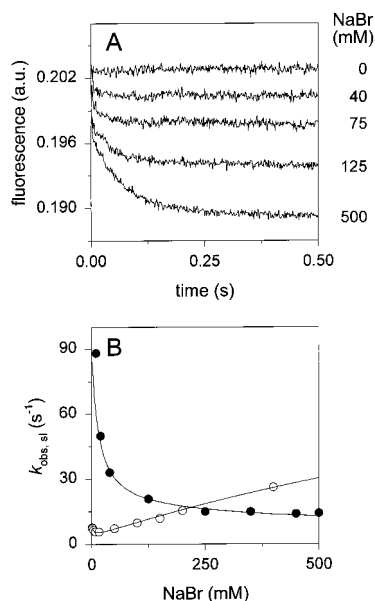 A
NaBr
(mM)
0.202
0.196
0.190
fluorescence (a.u.)
0
40
75
125
500
0.00 0.25 0.50
time (s)
B
90
60
30
0
k obs, sl (s-1)
0 250 500
NaBr (mM)